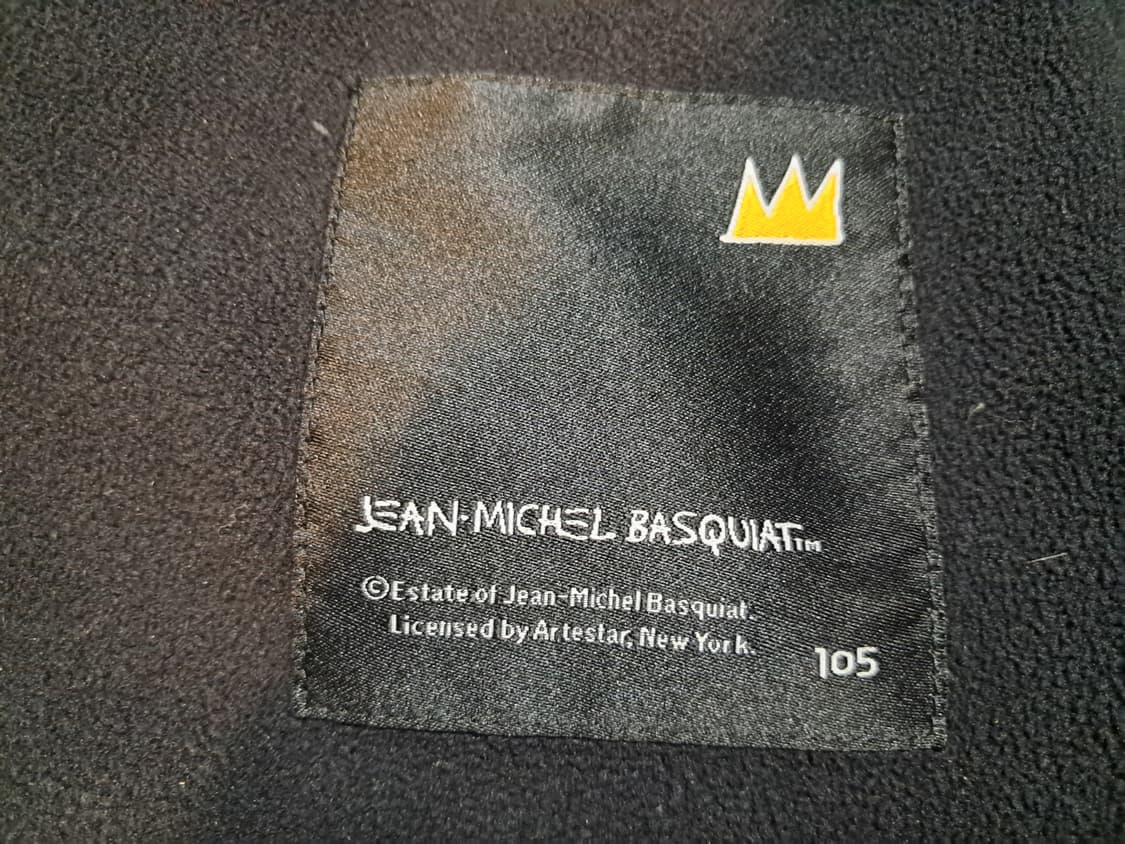 JEAN-MICHEL BASQUIAT™
©Estate of Jean-Michel Basquiat.
Licensed by Artestar, New York.
105